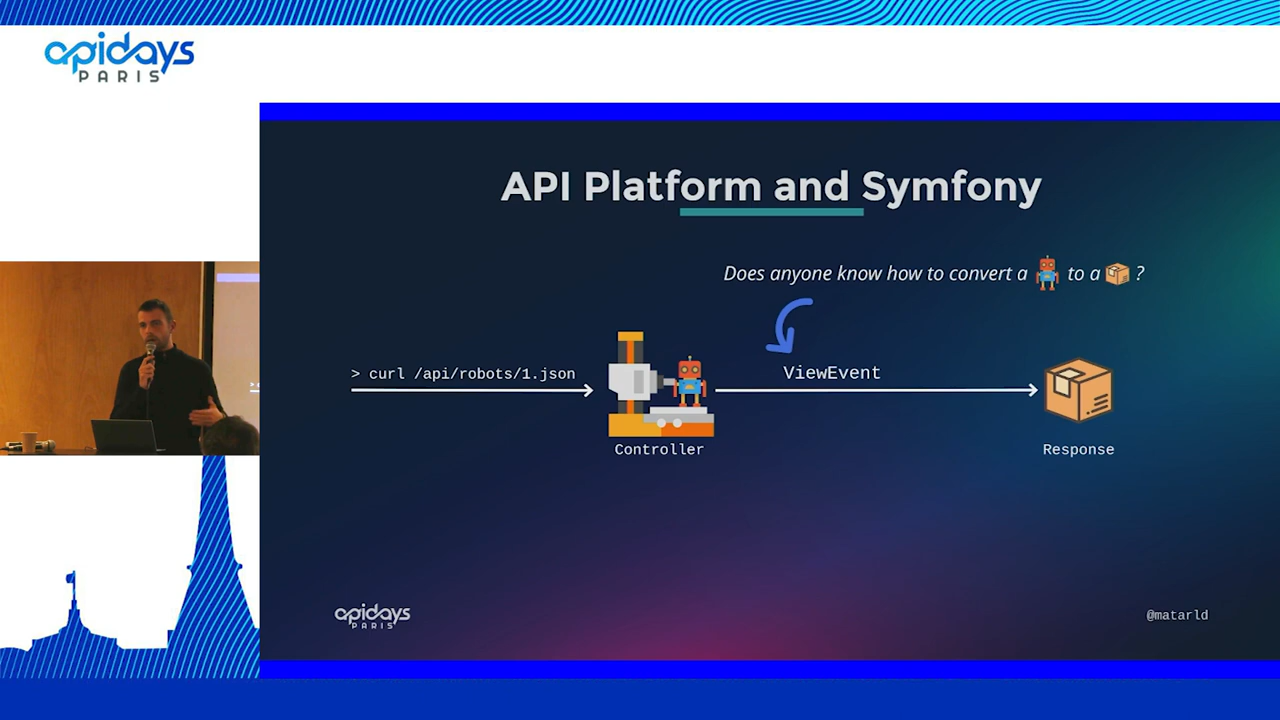 apidays
PARIS
API Platform and Symfony
Does anyone know how to convert a to a ?
> curl /api/robots/1.json
ViewEvent
Controller
Response
apidays
PARIS
@matarld